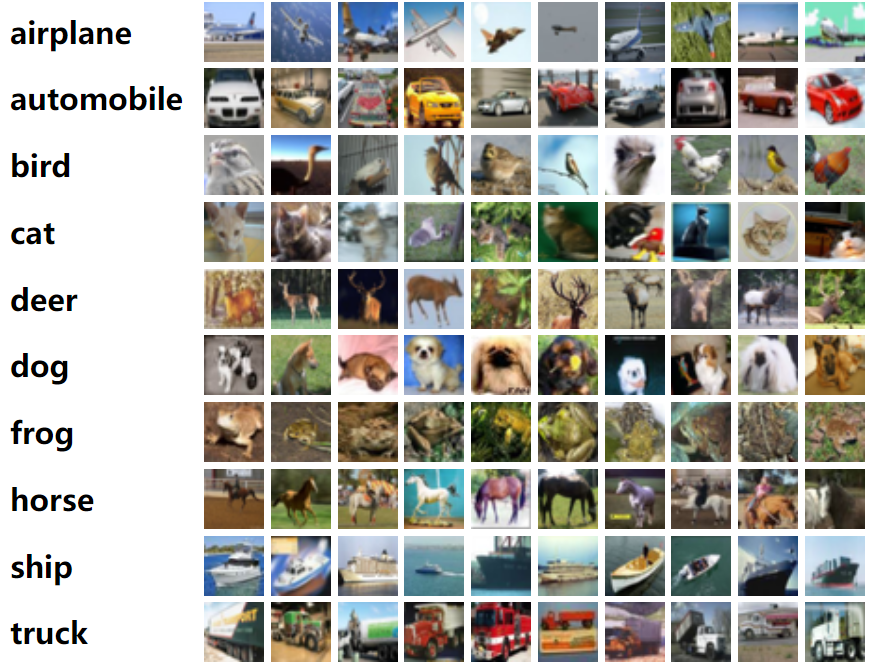 airplane
automobile
bird
cat
deer
dog
frog
horse
ship
truck